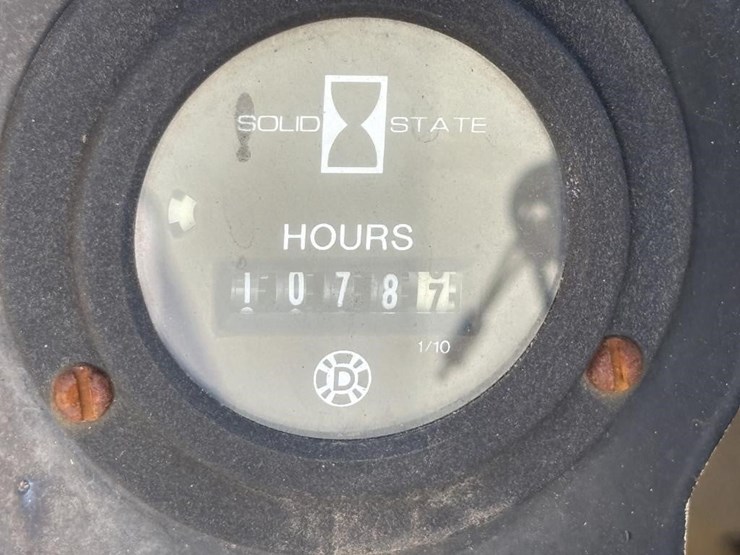 SOLID STATE
HOURS
10787
1/10
D